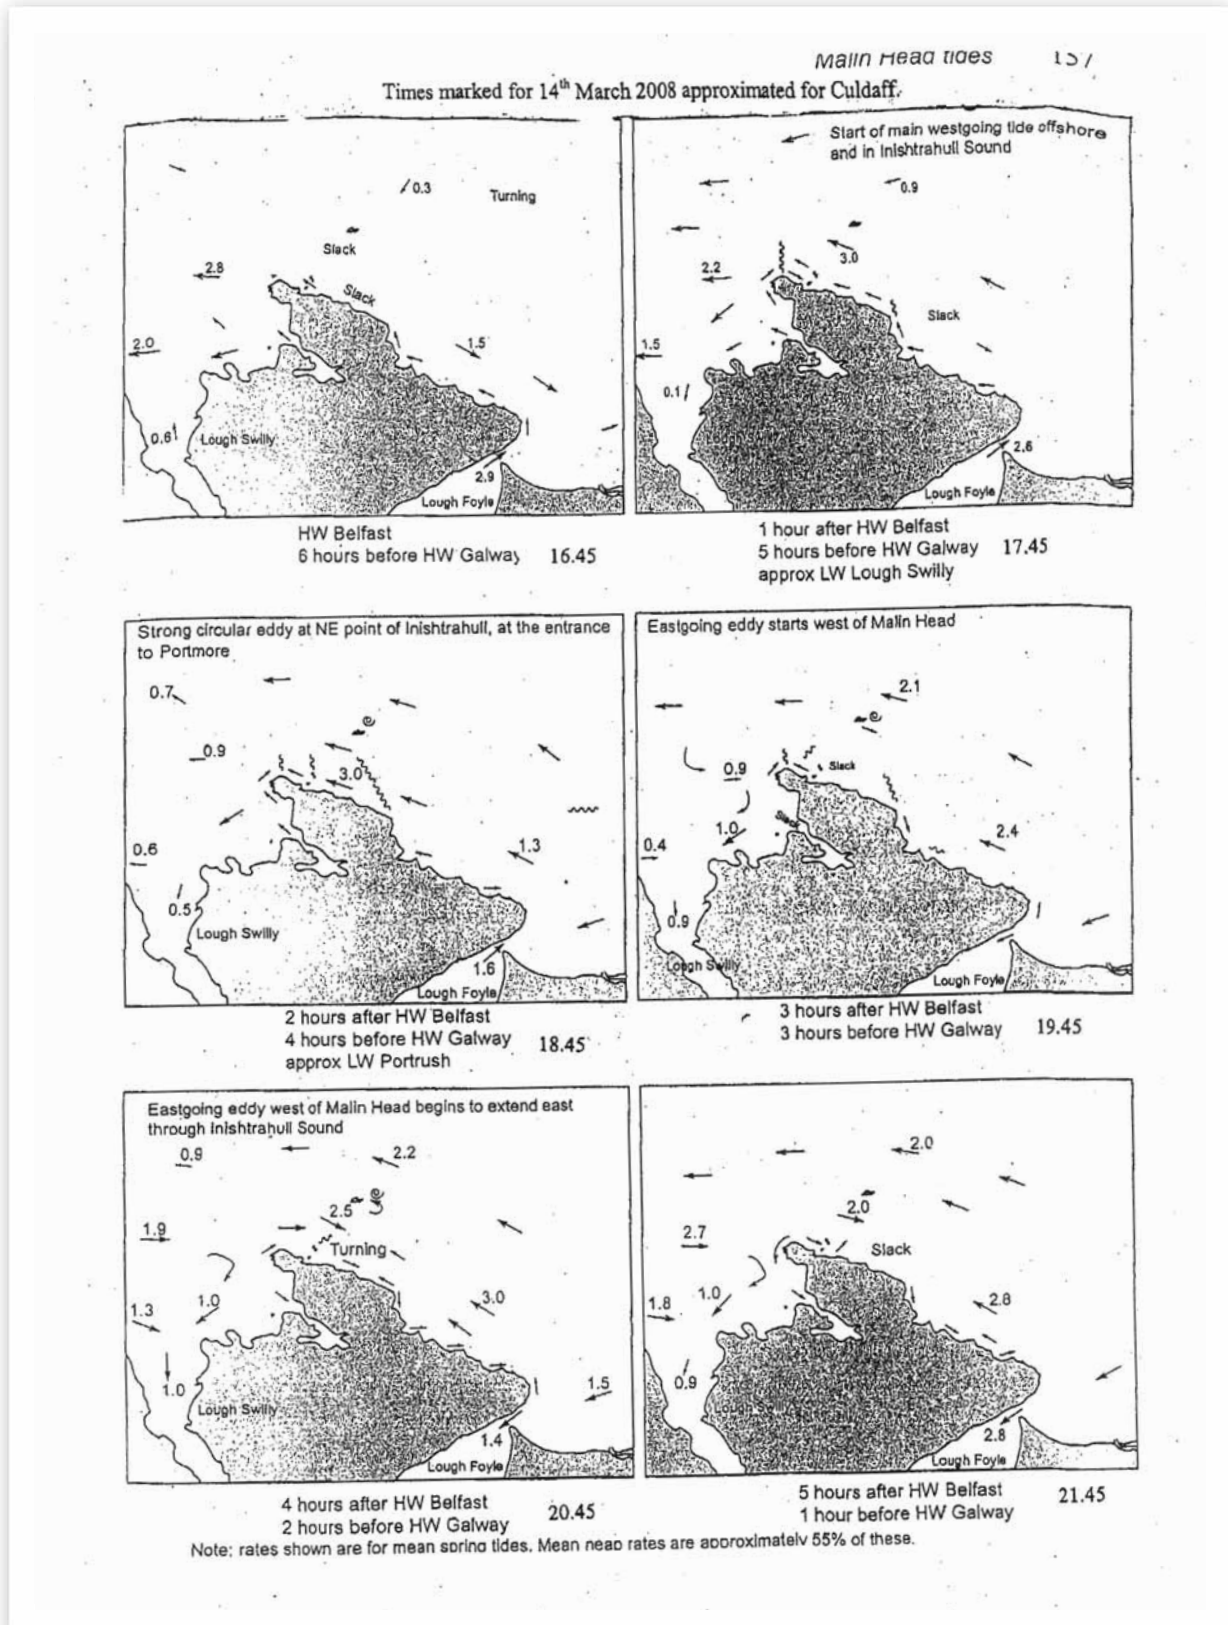 Malin Head tides 157
Times marked for 14th March 2008 approximated for Culdaff.
0.3
Turning
Slack
2.8
Slack
2.0
1.5
0.6
Lough Swilly
2.9
Lough Foyle
HW Belfast
6 hours before HW Galway 16.45
Start of main westgoing tide offshore
and in Inishtrahull Sound
0.9
3.0
2.2
Slack
1.5
0.1
Lough Swilly
2.6
Lough Foyle
1 hour after HW Belfast
5 hours before HW Galway 17.45
approx LW Lough Swilly
Strong circular eddy at NE point of Inishtrahull, at the entrance
to Portmore
0.7
0.9
3.0
0.6
1.3
0.5
Lough Swilly
1.6
Lough Foyle
2 hours after HW Belfast
4 hours before HW Galway 18.45
approx LW Portrush
Eastgoing eddy starts west of Malin Head
2.1
0.9
Slack
Slack
1.0
2.4
0.4
0.9
Lough Swilly
Lough Foyle
3 hours after HW Belfast
3 hours before HW Galway 19.45
Eastgoing eddy west of Malin Head begins to extend east
through Inishtrahull Sound
0.9
2.2
2.5
1.9
Turning
1.0
1.3
3.0
1.0
1.5
Lough Swilly
1.4
Lough Foyle
4 hours after HW Belfast
2 hours before HW Galway 20.45
2.0
2.0
2.7
Slack
1.0
1.8
2.8
0.9
Lough Swilly
2.8
Lough Foyle
5 hours after HW Belfast
1 hour before HW Galway 21.45
Note: rates shown are for mean spring tides. Mean neap rates are approximately 55% of these.